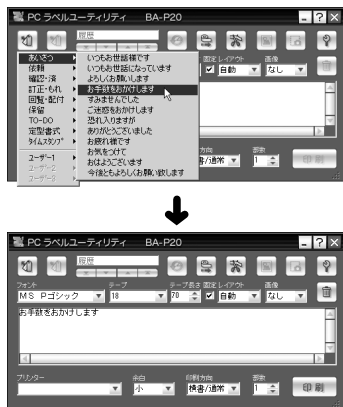 PC ラベルユーティリティ BA-P20
履歴
あいさつ
依頼
確認・済
訂正・もれ
回覧・配付
保留
TO-DO
定型書式
タイムスタンプ
ユーザー1
ユーザー2
ユーザー3
いつもお世話様です
いつもお世話になっています
よろしくお願いします
お手数をおかけします
すみませんでした
ご迷惑をおかけします
恐れ入りますが
ありがとうございました
お疲れ様です
お気をつけて
おはようございます
今後ともよろしくお願い致します
固定レイアウト 画像
自動 なし
方向 部数
書/通常 1 印刷
PC ラベルユーティリティ BA-P20
履歴
フォント テープ テープ長さ 固定レイアウト 画像
MS Pゴシック 18 70 自動 なし
お手数をおかけします
プリンター 余白 印刷方向 部数
小 横書/通常 1 印刷